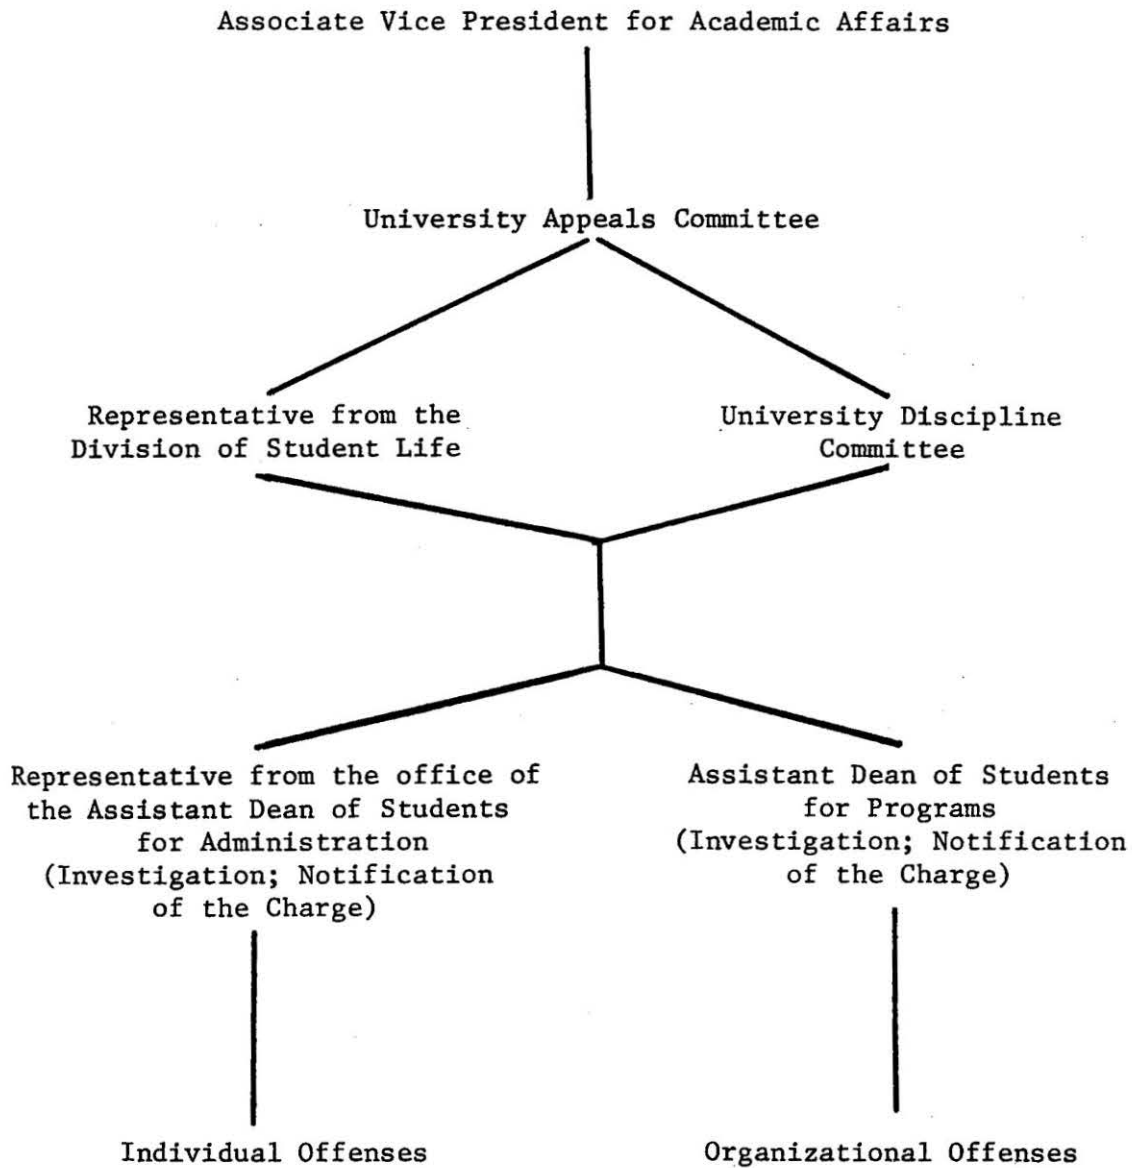 Associate Vice President for Academic Affairs
University Appeals Committee
Representative from the
Division of Student Life
University Discipline
Committee
Representative from the office of
the Assistant Dean of Students
for Administration
(Investigation; Notification
of the Charge)
Assistant Dean of Students
for Programs
(Investigation; Notification
of the Charge)
Individual Offenses
Organizational Offenses